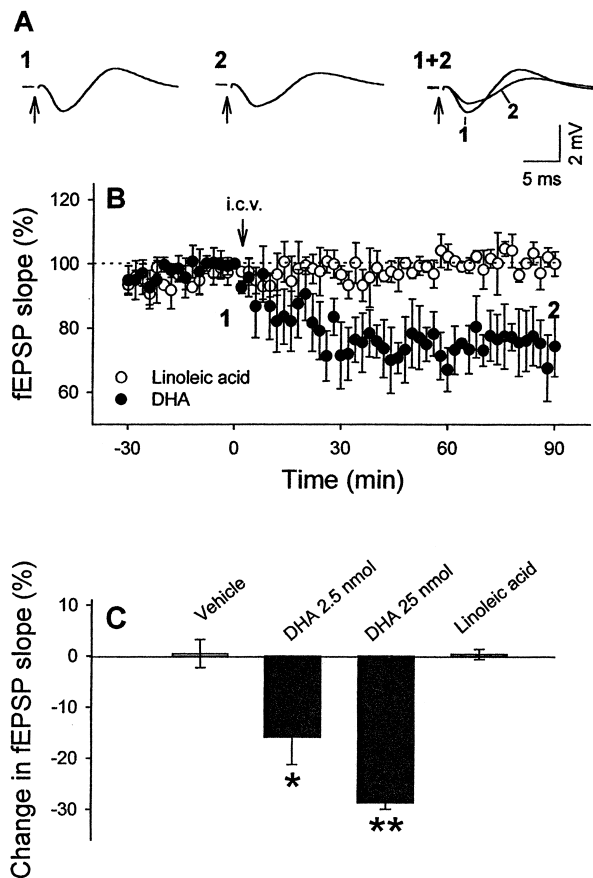 A
1
2
1+2
1
2
2 mV
5 ms
B
i.c.v.
fEPSP slope (%)
120
100
80
60
1
2
Linoleic acid
DHA
-30
0
30
60
90
Time (min)
C
Vehicle
DHA 2.5 nmol
DHA 25 nmol
Linoleic acid
Change in fEPSP slope (%)
10
0
-10
-20
-30
*
**